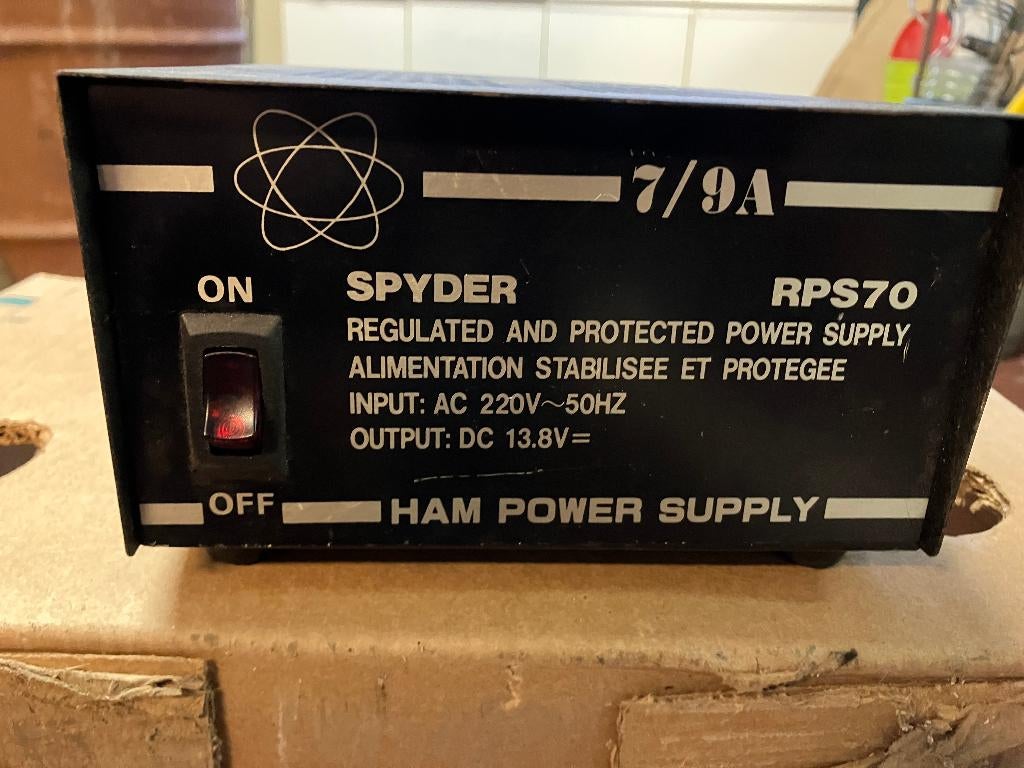 7/9A
ON
SPYDER RPS70
REGULATED AND PROTECTED POWER SUPPLY
ALIMENTATION STABILISEE ET PROTEGEE
INPUT: AC 220V～50HZ
OUTPUT: DC 13.8V=
OFF
HAM POWER SUPPLY